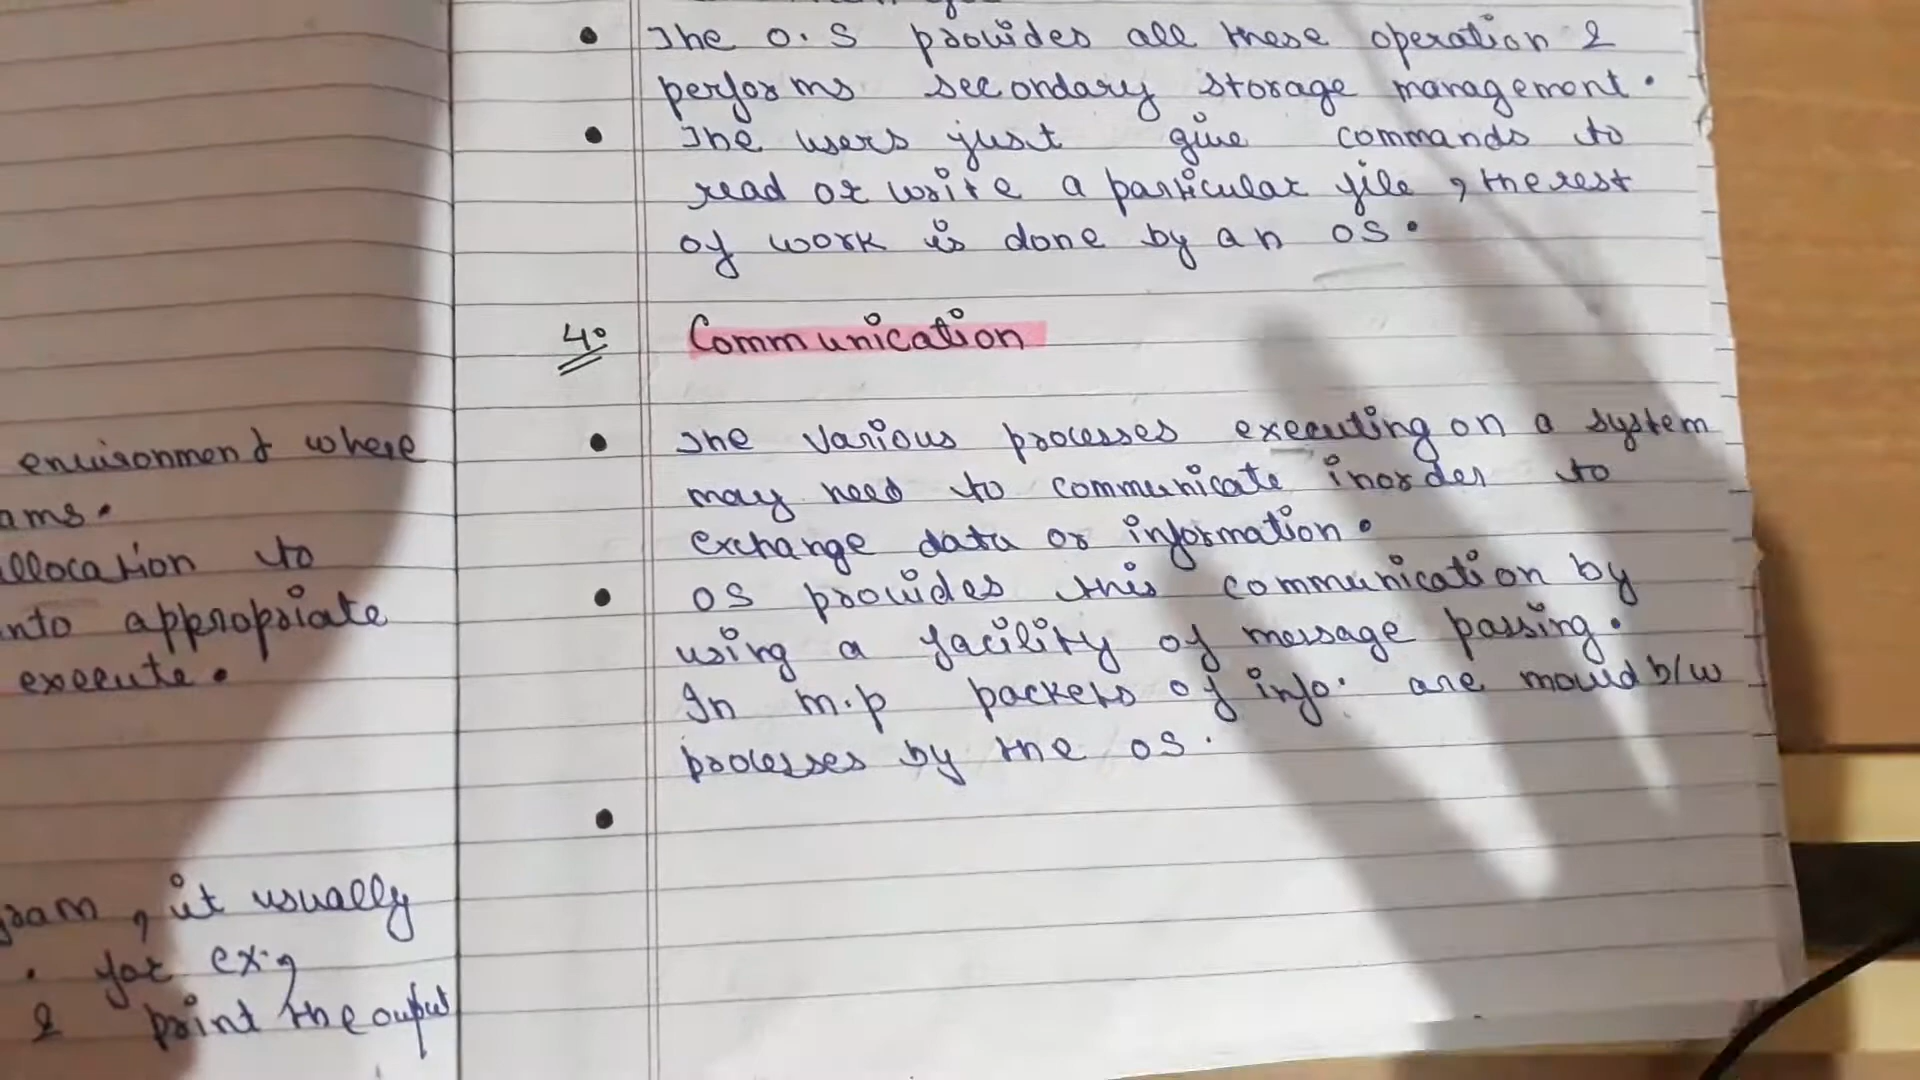 environment where
ams.
llocation to
nto appropriate
execute.
ram, it usually
. for ex,
& print the ouput
• The O.S provides all these operation &
performs secondary storage management.
• The users just give commands to
read or write a particular file, the rest
of work is done by an OS.
4. Communication
• The various processes executing on a system
may need to communicate inorder to
exchange data or information.
• OS provides this communication by
using a facility of message passing.
In m.p packets of info. are moved b/w
processes by the OS.
•